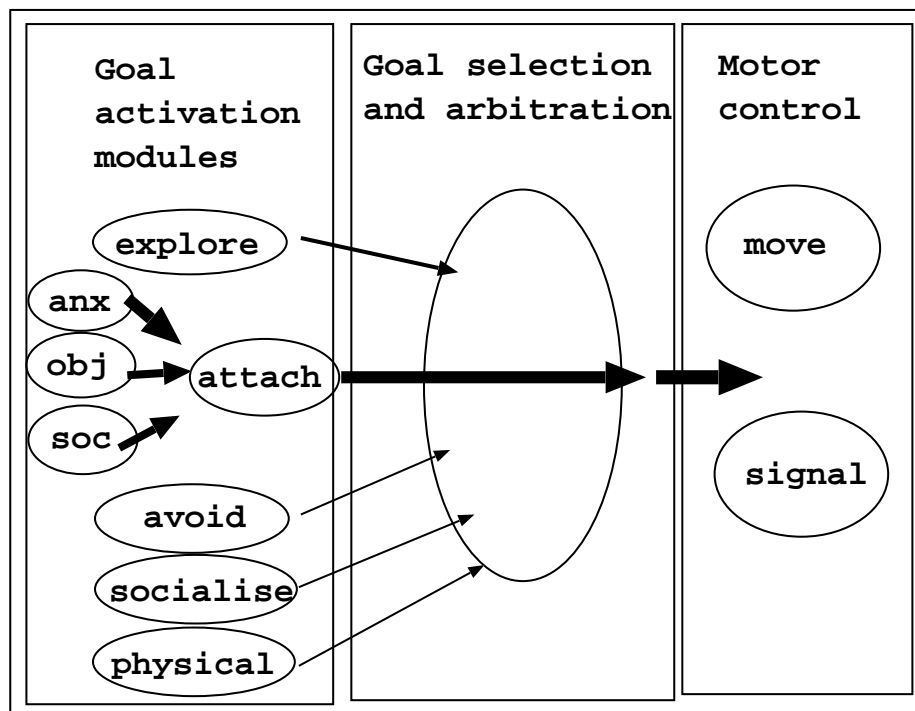 Goal
activation
modules
Goal selection
and arbitration
Motor
control
explore
anx
obj
soc
attach
avoid
socialise
physical
move
signal